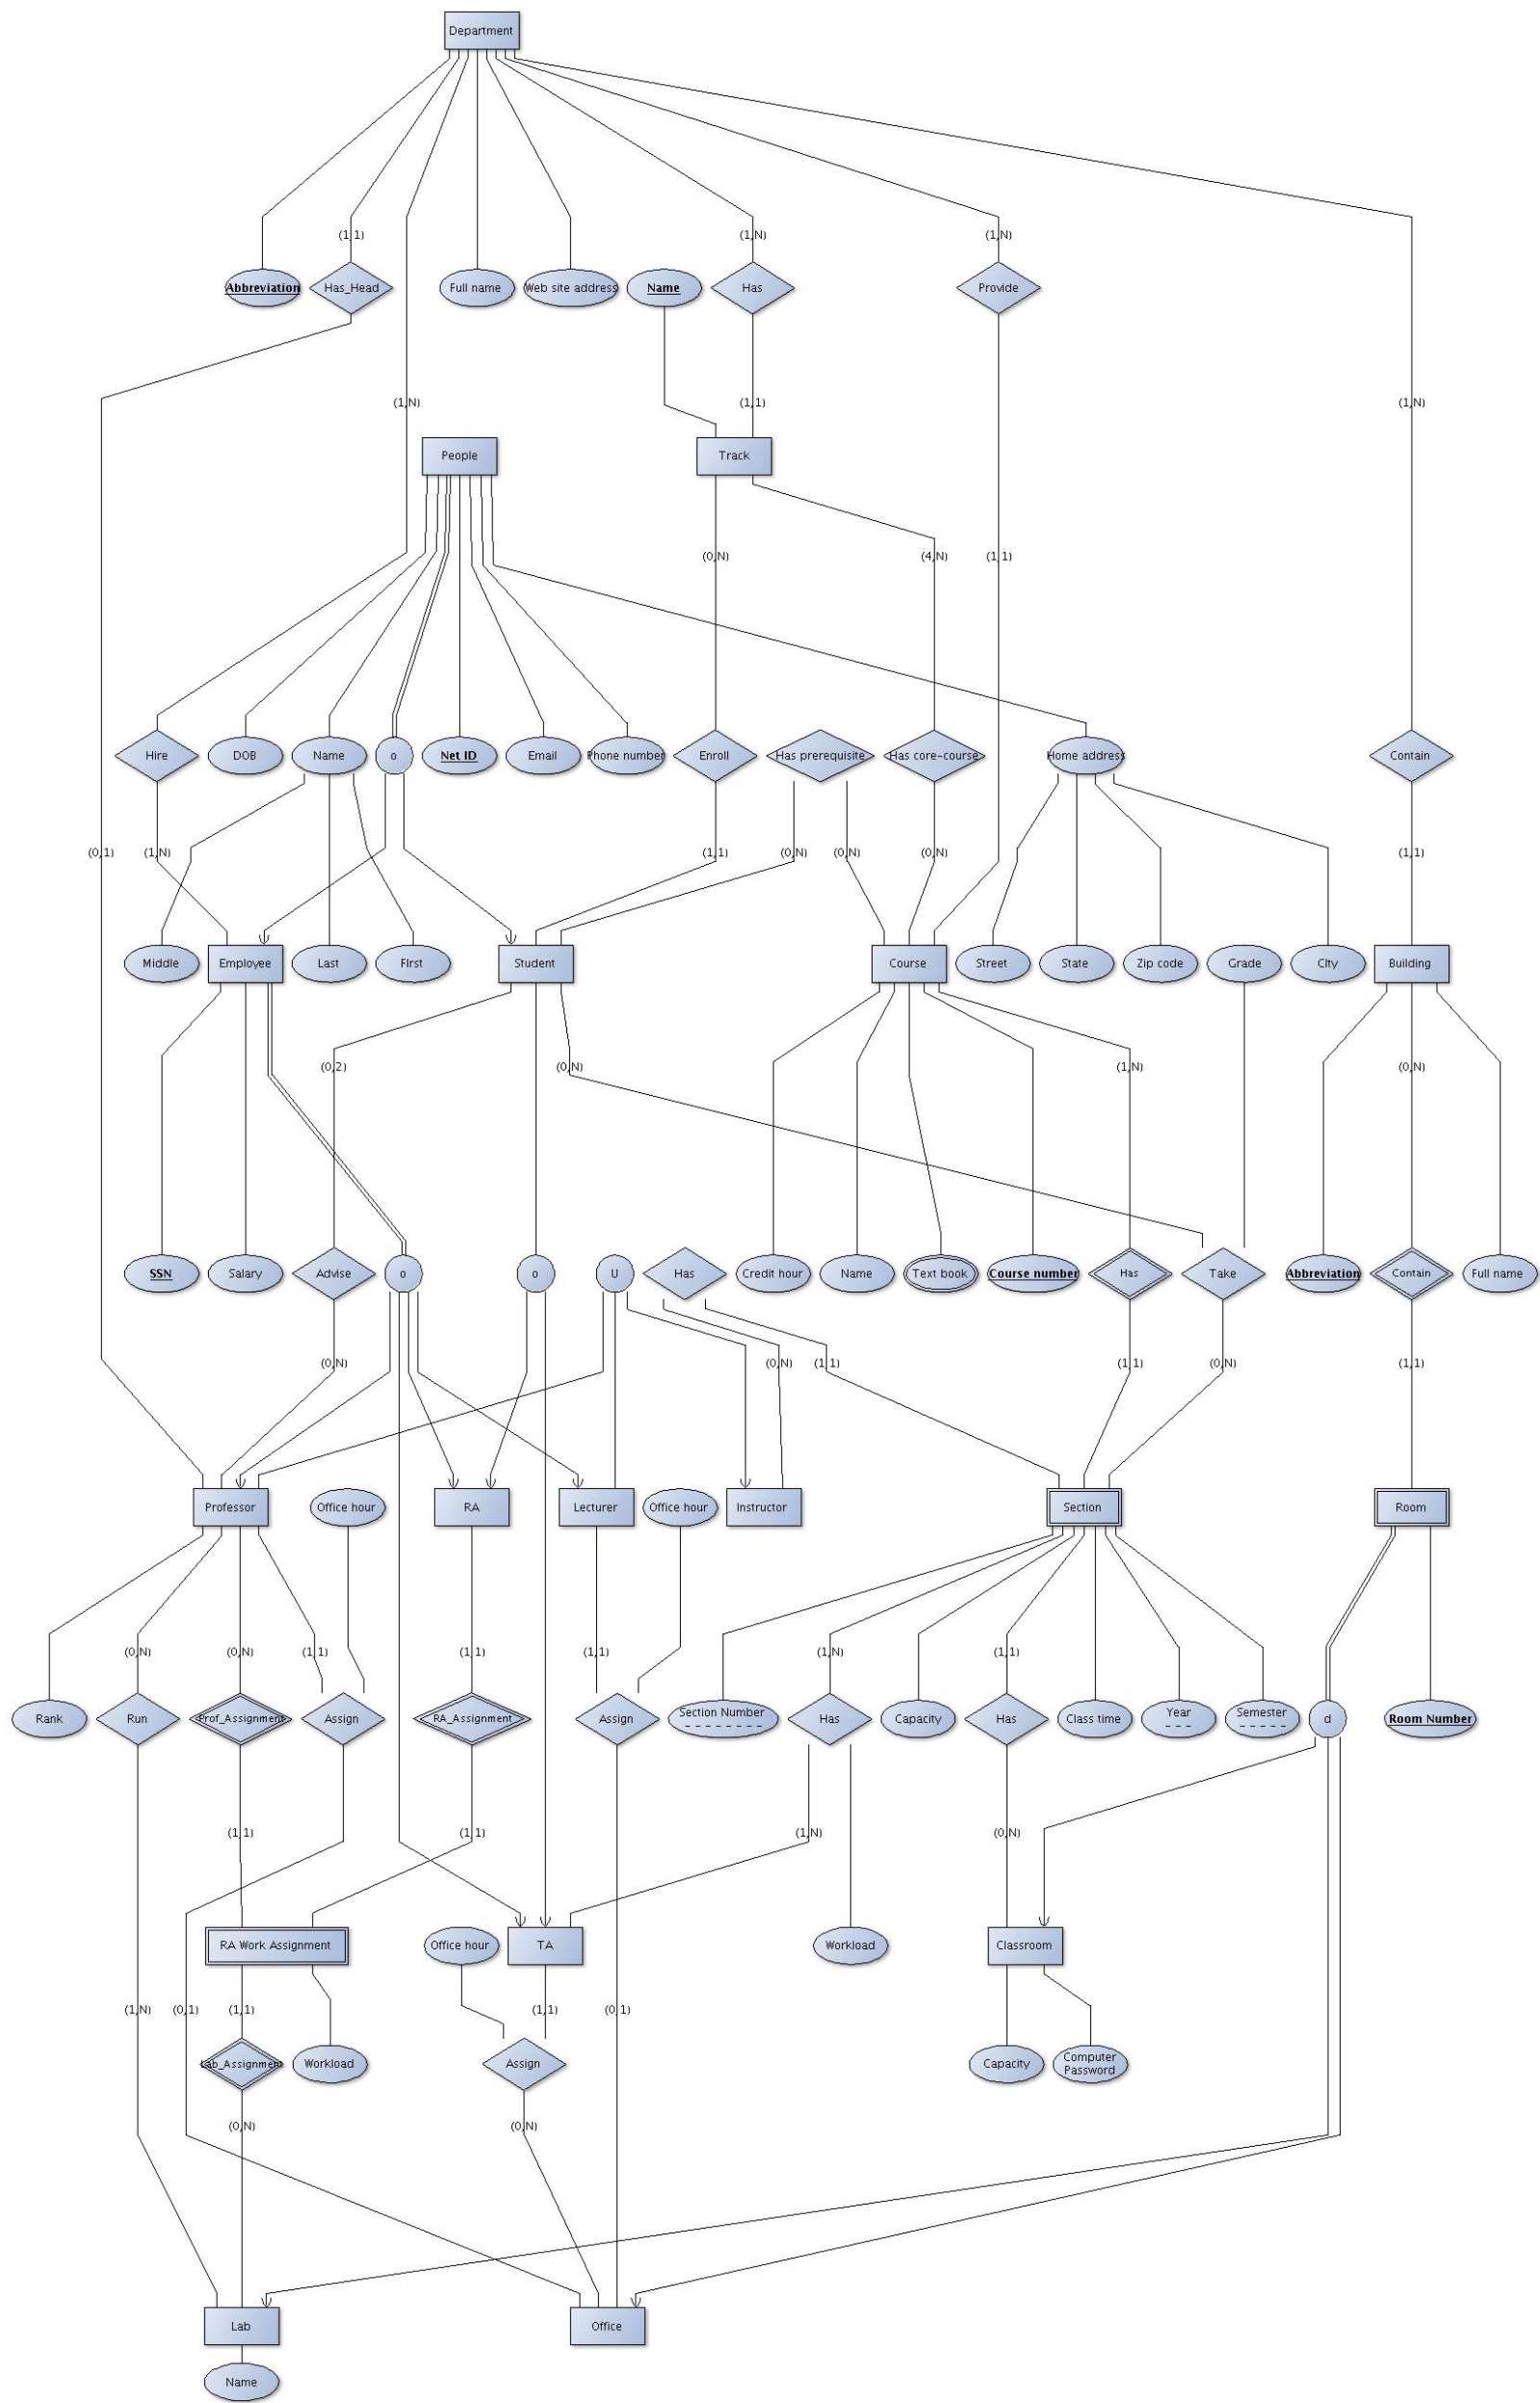 Department
(1,1)
(1,N)
(1,N)
Abbreviation
Has_Head
Full name
Web site address
Name
Has
Provide
(1,N)
(1,1)
(1,N)
People
Track
(0,N)
(4,N)
(1,1)
Hire
DOB
Name
o
Net ID
Email
Phone number
Enroll
Has prerequisite
Has core-course
Home address
Contain
(0,1)
(1,N)
(1,1)
(0,N)
(0,N)
(0,N)
(1,1)
Middle
Employee
Last
FIrst
Student
Course
Street
State
Zip code
Grade
CIty
Building
(0,2)
(0,N)
(1,N)
(0,N)
SSN
Salary
Advise
o
o
U
Has
Credit hour
Name
Text book
Course number
Has
Take
Abbreviation
Contain
Full name
(0,N)
(0,N)
(1,1)
(1,1)
(0,N)
(1,1)
Professor
Office hour
RA
Lecturer
Office hour
Instructor
Section
Room
(0,N)
(0,N)
(1,1)
(1,1)
(1,1)
(1,N)
(1,1)
Rank
Run
Prof_Assignment
Assign
RA_Assignment
Assign
Section Number
Has
Capacity
Has
Class time
Year
Semester
d
Room Number
(1,1)
(1,1)
(1,N)
(0,N)
RA Work Assignment
Office hour
TA
Workload
Classroom
(1,N)
(0,1)
(1,1)
(1,1)
(0,1)
Lab_Assignment
Workload
Assign
Capacity
Computer
Password
(0,N)
(0,N)
Lab
Office
Name